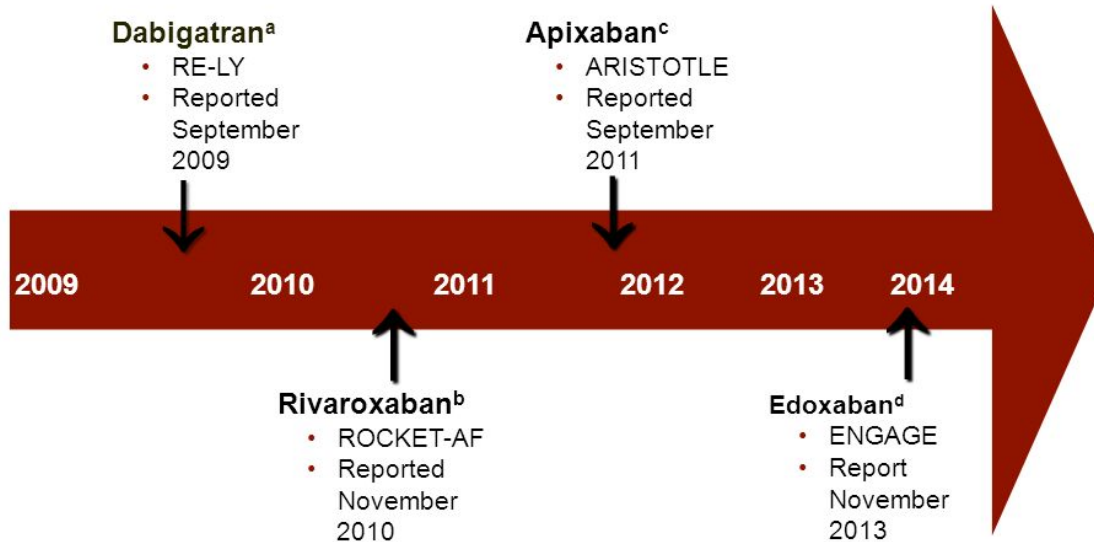 Dabigatranᵃ
• RE-LY
• Reported
September
2009
Apixabanᶜ
• ARISTOTLE
• Reported
September
2011
2009
2010
2011
2012
2013
2014
Rivaroxabanᵇ
• ROCKET-AF
• Reported
November
2010
Edoxabanᵈ
• ENGAGE
• Report
November
2013